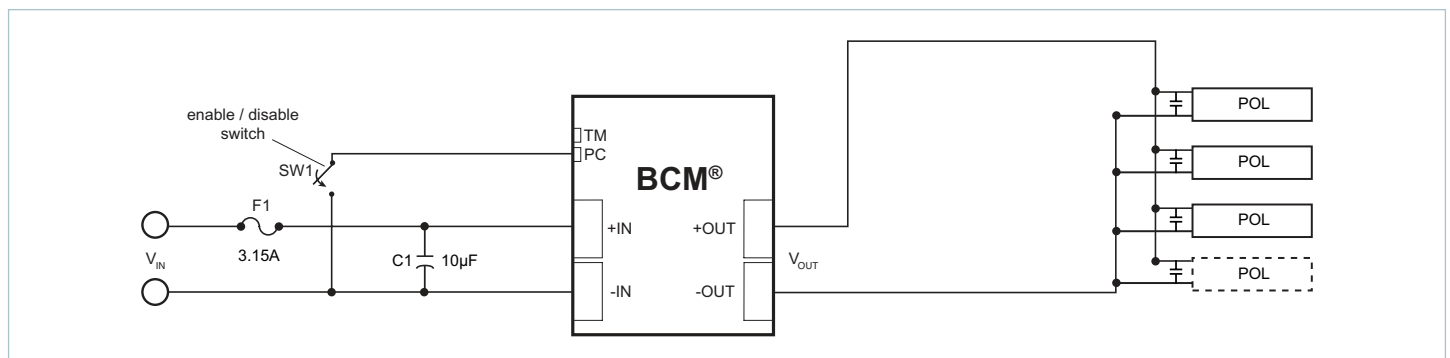 enable / disable
switch
SW1
F1
3.15A
V_IN
C1 10µF
TM
PC
BCM®
+IN
-IN
+OUT
-OUT
V_OUT
POL
POL
POL
POL